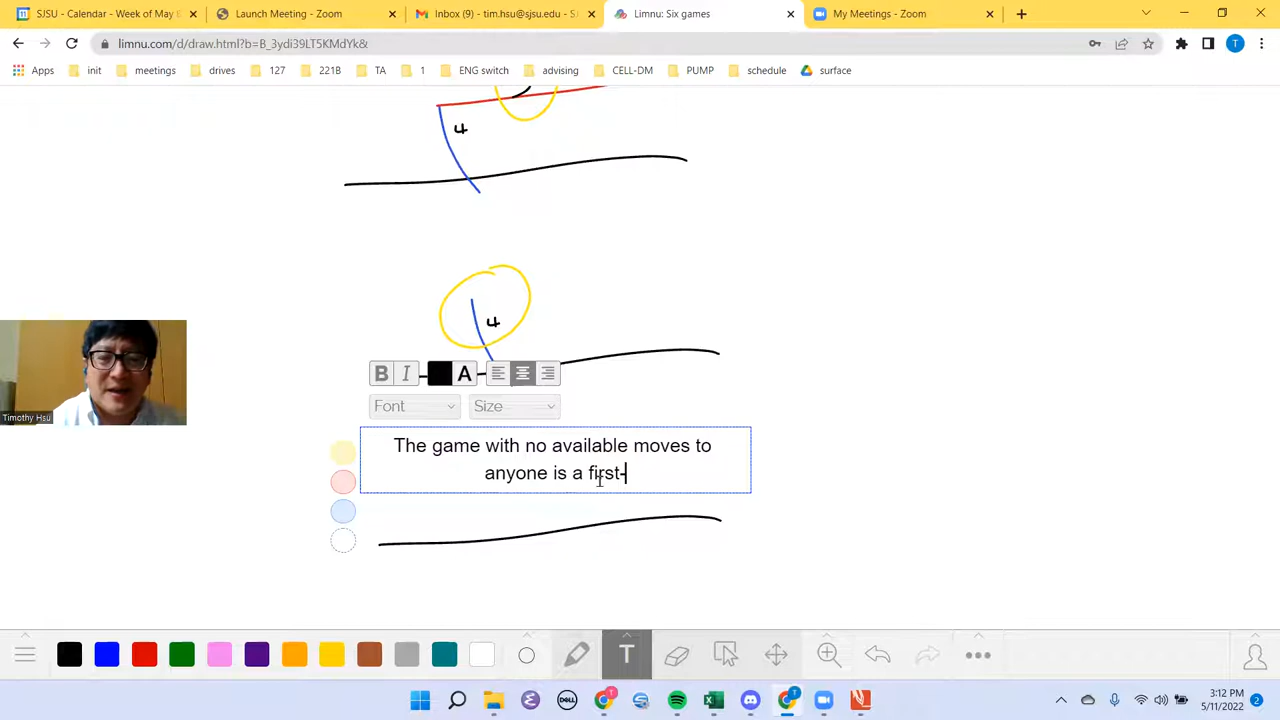 SJSU - Calendar - Week of May 8
Launch Meeting - Zoom
Inbox (9) - tim.hsu@sjsu.edu - S
Limnu: Six games
My Meetings - Zoom
limnu.com/d/draw.html?b=B_3ydi39LT5KMdYk&
T
Apps
init
meetings
drives
127
221B
TA
1
ENG switch
advising
CELL-DM
PUMP
schedule
surface
4
4
Timothy Hsu
B I A
Font
Size
The game with no available moves to
anyone is a first-
T
3:12 PM
5/11/2022
2